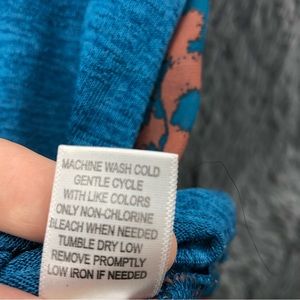 MACHINE WASH COLD
GENTLE CYCLE
WITH LIKE COLORS
ONLY NON-CHLORINE
BLEACH WHEN NEEDED
TUMBLE DRY LOW
REMOVE PROMPTLY
LOW IRON IF NEEDED